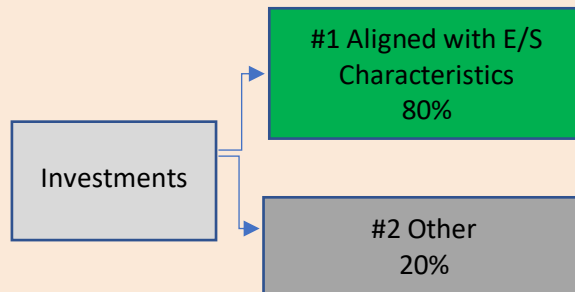 #1 Aligned with E/S
Characteristics
80%
Investments
#2 Other
20%